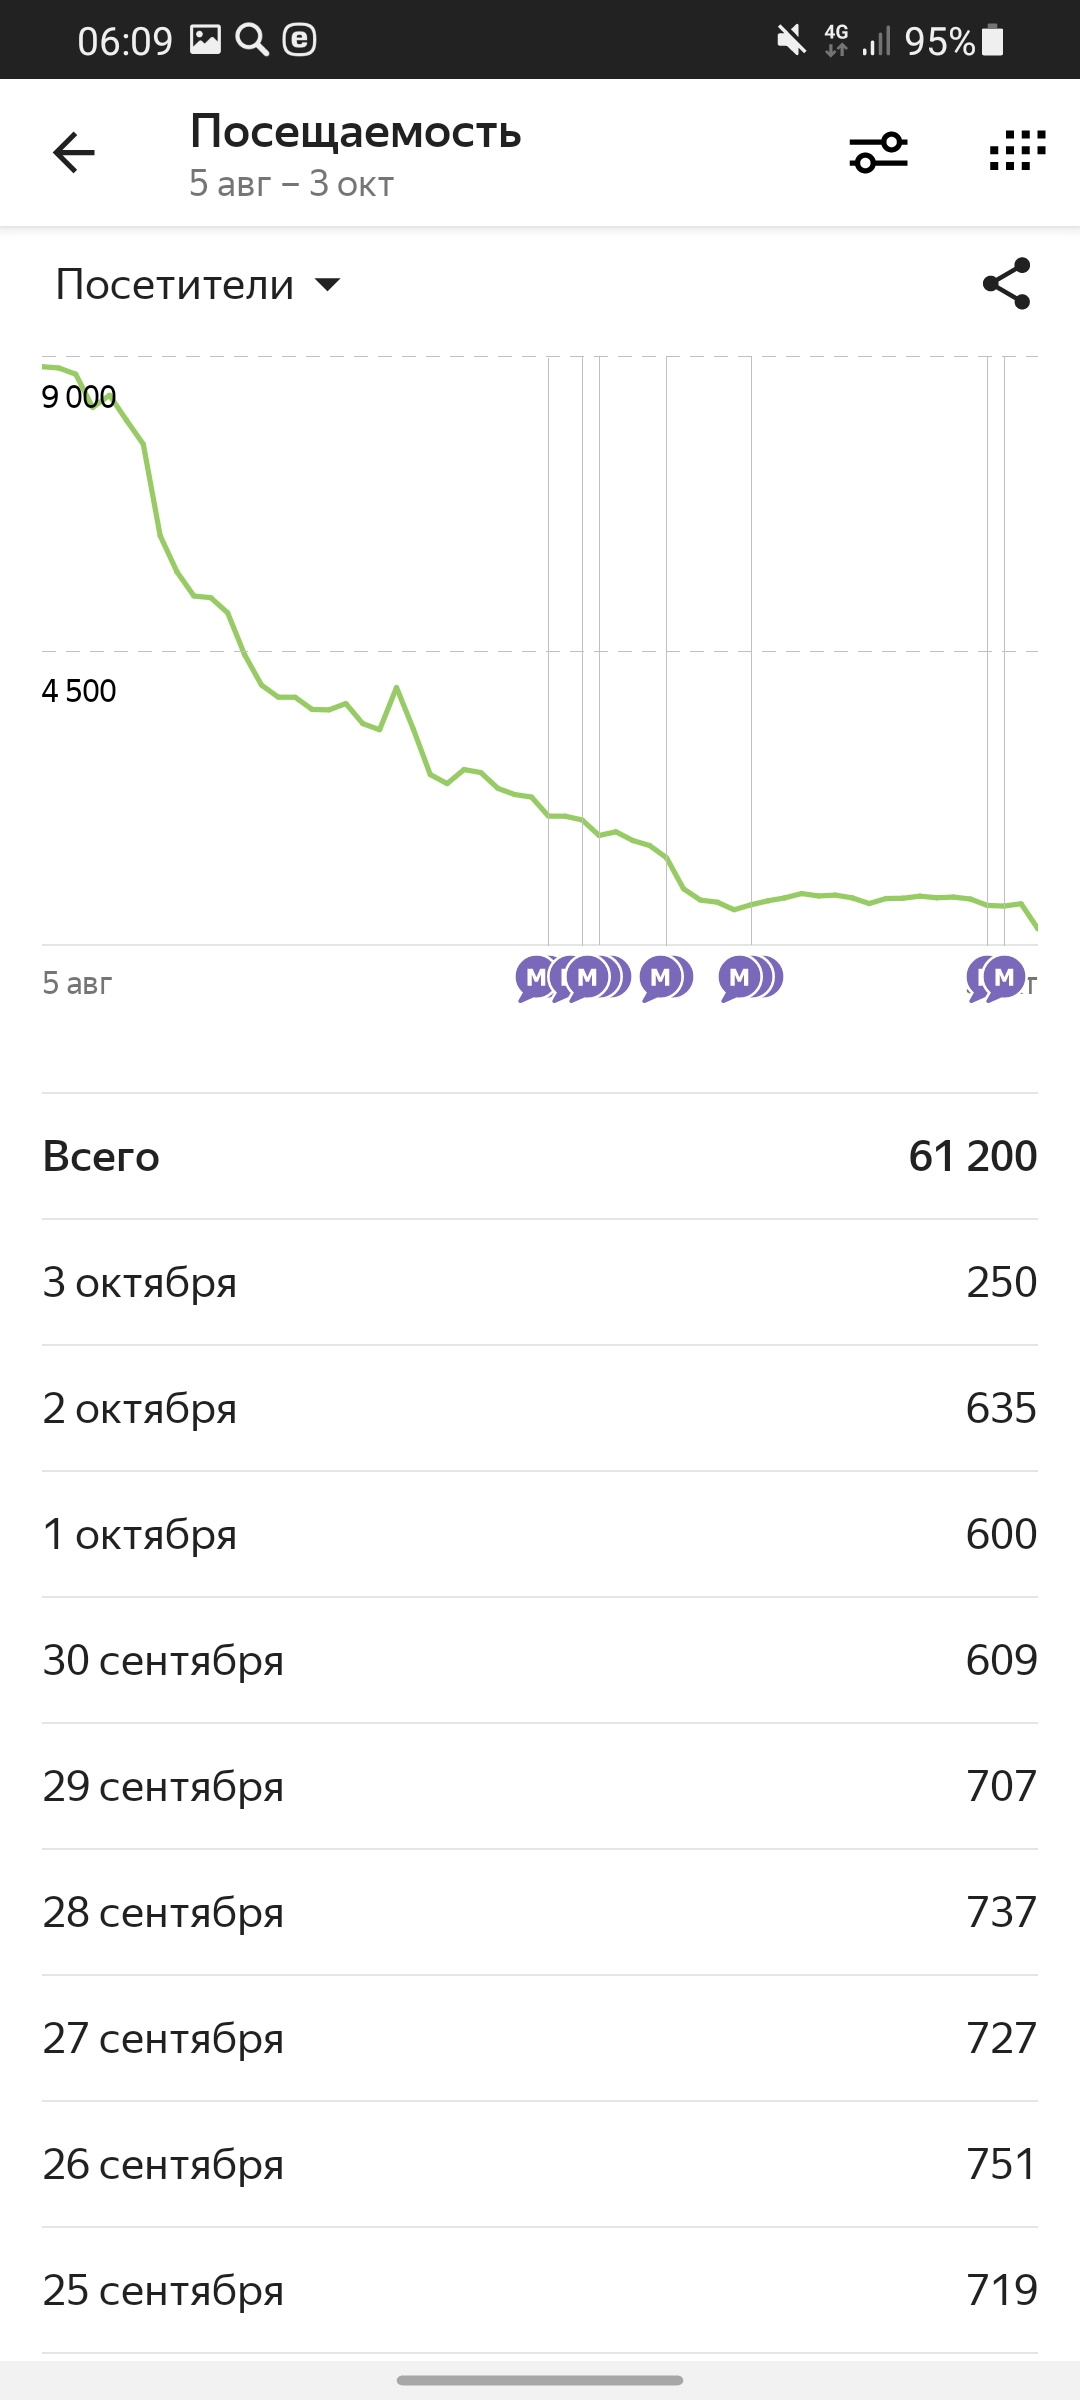 06:09
4G
95%
Посещаемость
5 авг – 3 окт
Посетители
9 000
4 500
5 авг
M M M M M
Всего 61 200
3 октября 250
2 октября 635
1 октября 600
30 сентября 609
29 сентября 707
28 сентября 737
27 сентября 727
26 сентября 751
25 сентября 719